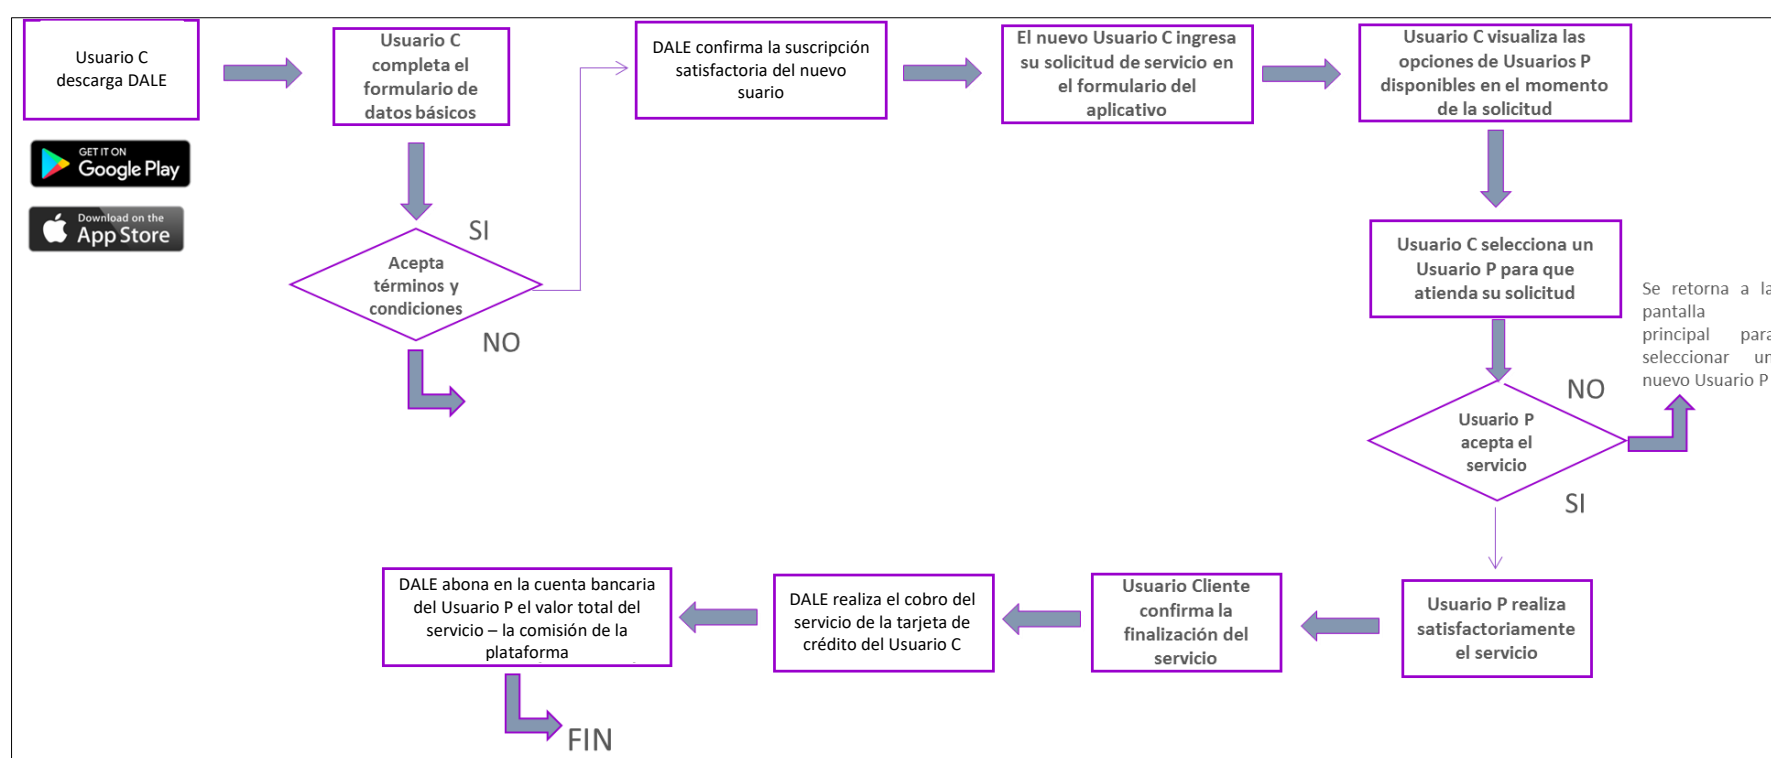 Usuario C
descarga DALE
Usuario C
completa el
formulario de
datos básicos
DALE confirma la suscripción
satisfactoria del nuevo
suario
El nuevo Usuario C ingresa
su solicitud de servicio en
el formulario del
aplicativo
Usuario C visualiza las
opciones de Usuarios P
disponibles en el momento
de la solicitud
GET IT ON
Google Play
Download on the
App Store
SI
Acepta
términos y
condiciones
NO
Usuario C selecciona un
Usuario P para que
atienda su solicitud
Se retorna a la
pantalla
principal para
seleccionar un
nuevo Usuario P
NO
Usuario P
acepta el
servicio
SI
DALE abona en la cuenta bancaria
del Usuario P el valor total del
servicio – la comisión de la
plataforma
DALE realiza el cobro del
servicio de la tarjeta de
crédito del Usuario C
Usuario Cliente
confirma la
finalización del
servicio
Usuario P realiza
satisfactoriamente
el servicio
FIN